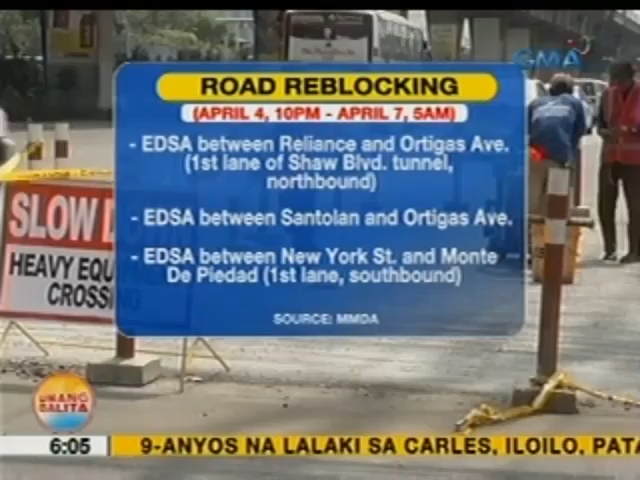 GMA
ROAD REBLOCKING
(APRIL 4, 10PM - APRIL 7, 5AM)
- EDSA between Reliance and Ortigas Ave.
(1st lane of Shaw Blvd. tunnel,
northbound)
- EDSA between Santolan and Ortigas Ave.
- EDSA between New York St. and Monte
De Piedad (1st lane, southbound)
SOURCE: MMDA
SLOW D
HEAVY EQU
CROSSI
UNANG
BALITA
6:05
9-ANYOS NA LALAKI SA CARLES, ILOILO, PATA